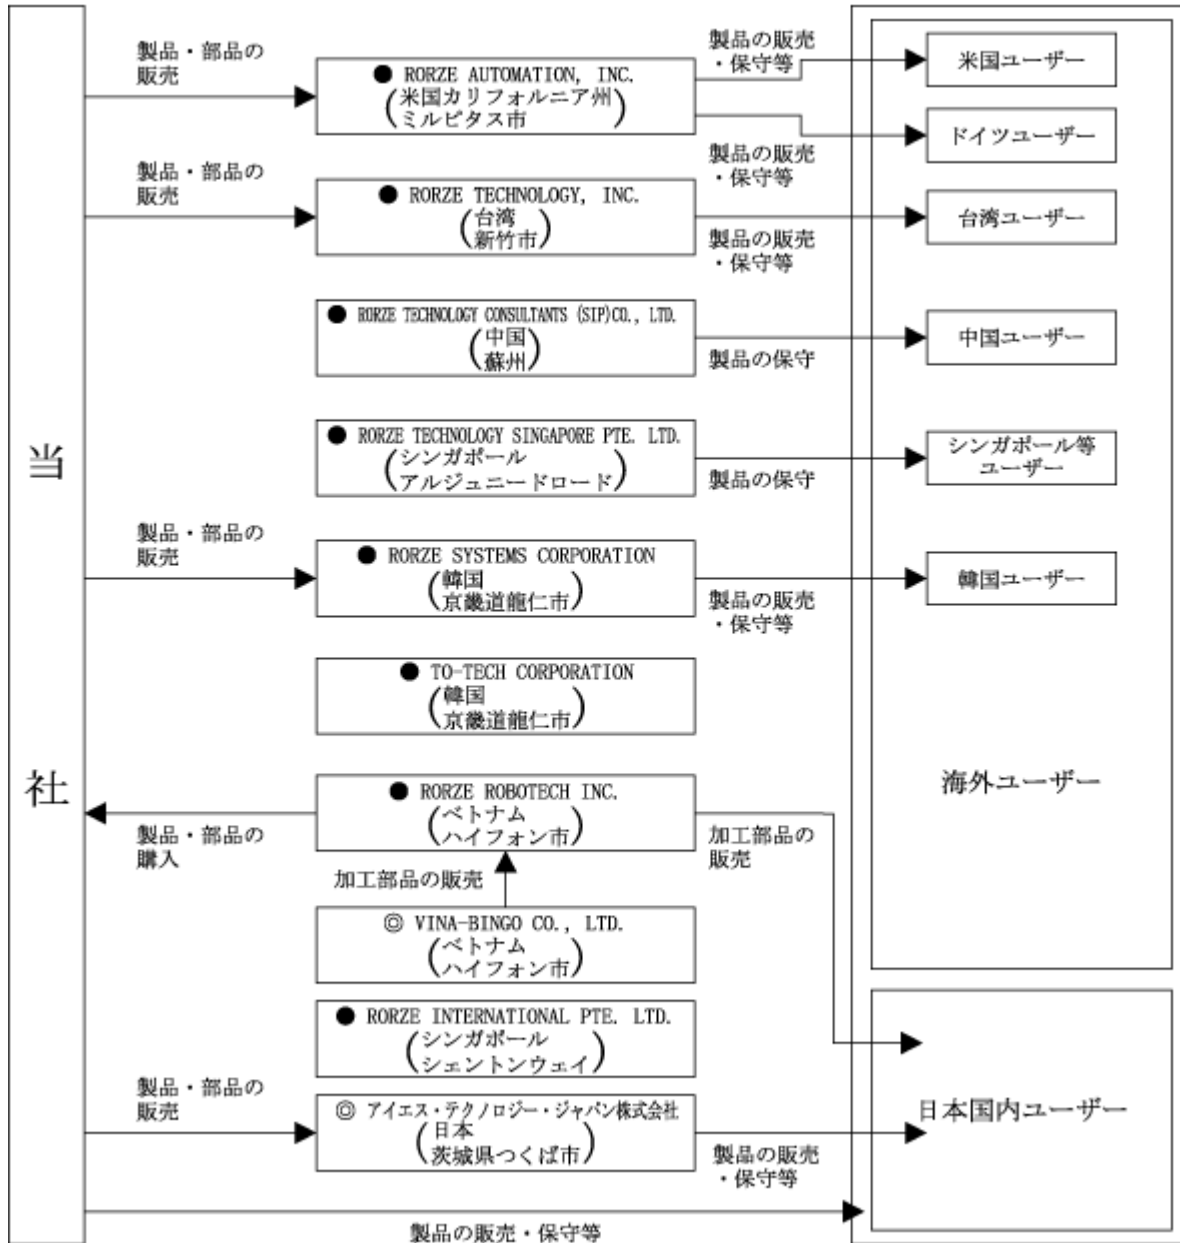 当
社
製品・部品の
販売
● RORZE AUTOMATION, INC.
(米国カリフォルニア州
ミルピタス市)
製品の販売
・保守等
米国ユーザー
製品の販売
・保守等
ドイツユーザー
製品・部品の
販売
● RORZE TECHNOLOGY, INC.
(台湾
新竹市)
製品の販売
・保守等
台湾ユーザー
● RORZE TECHNOLOGY CONSULTANTS (SIP)CO., LTD.
(中国
蘇州)
製品の保守
中国ユーザー
● RORZE TECHNOLOGY SINGAPORE PTE. LTD.
(シンガポール
アルジュニードロード)
製品の保守
シンガポール等
ユーザー
製品・部品の
販売
● RORZE SYSTEMS CORPORATION
(韓国
京畿道龍仁市)
製品の販売
・保守等
韓国ユーザー
● TO-TECH CORPORATION
(韓国
京畿道龍仁市)
海外ユーザー
● RORZE ROBOTECH INC.
(ベトナム
ハイフォン市)
製品・部品の
購入
加工部品の
販売
加工部品の販売
◎ VINA-BINGO CO., LTD.
(ベトナム
ハイフォン市)
● RORZE INTERNATIONAL PTE. LTD.
(シンガポール
シェントンウェイ)
製品・部品の
販売
◎ アイエス・テクノロジー・ジャパン株式会社
(日本
茨城県つくば市)
製品の販売
・保守等
日本国内ユーザー
製品の販売・保守等